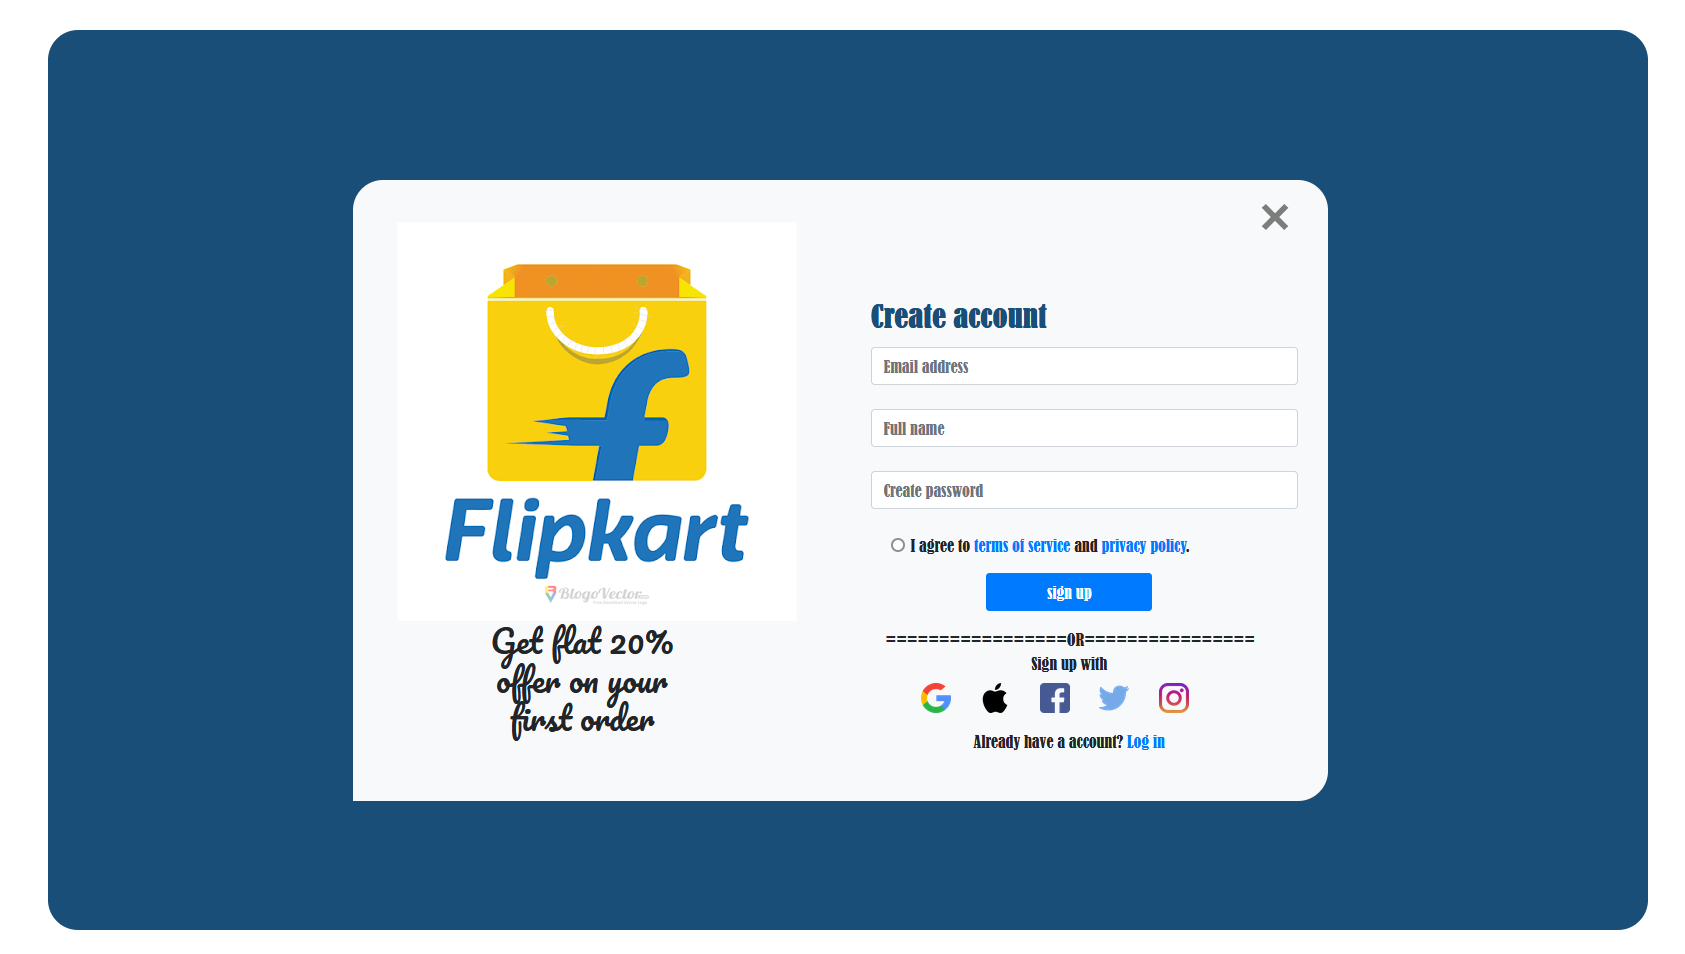 Flipkart
BlogoVector
Get flat 20%
offer on your
first order
Create account
Email address
Full name
Create password
I agree to terms of service and privacy policy.
sign up
=================OR================
Sign up with
Already have a account? Log in